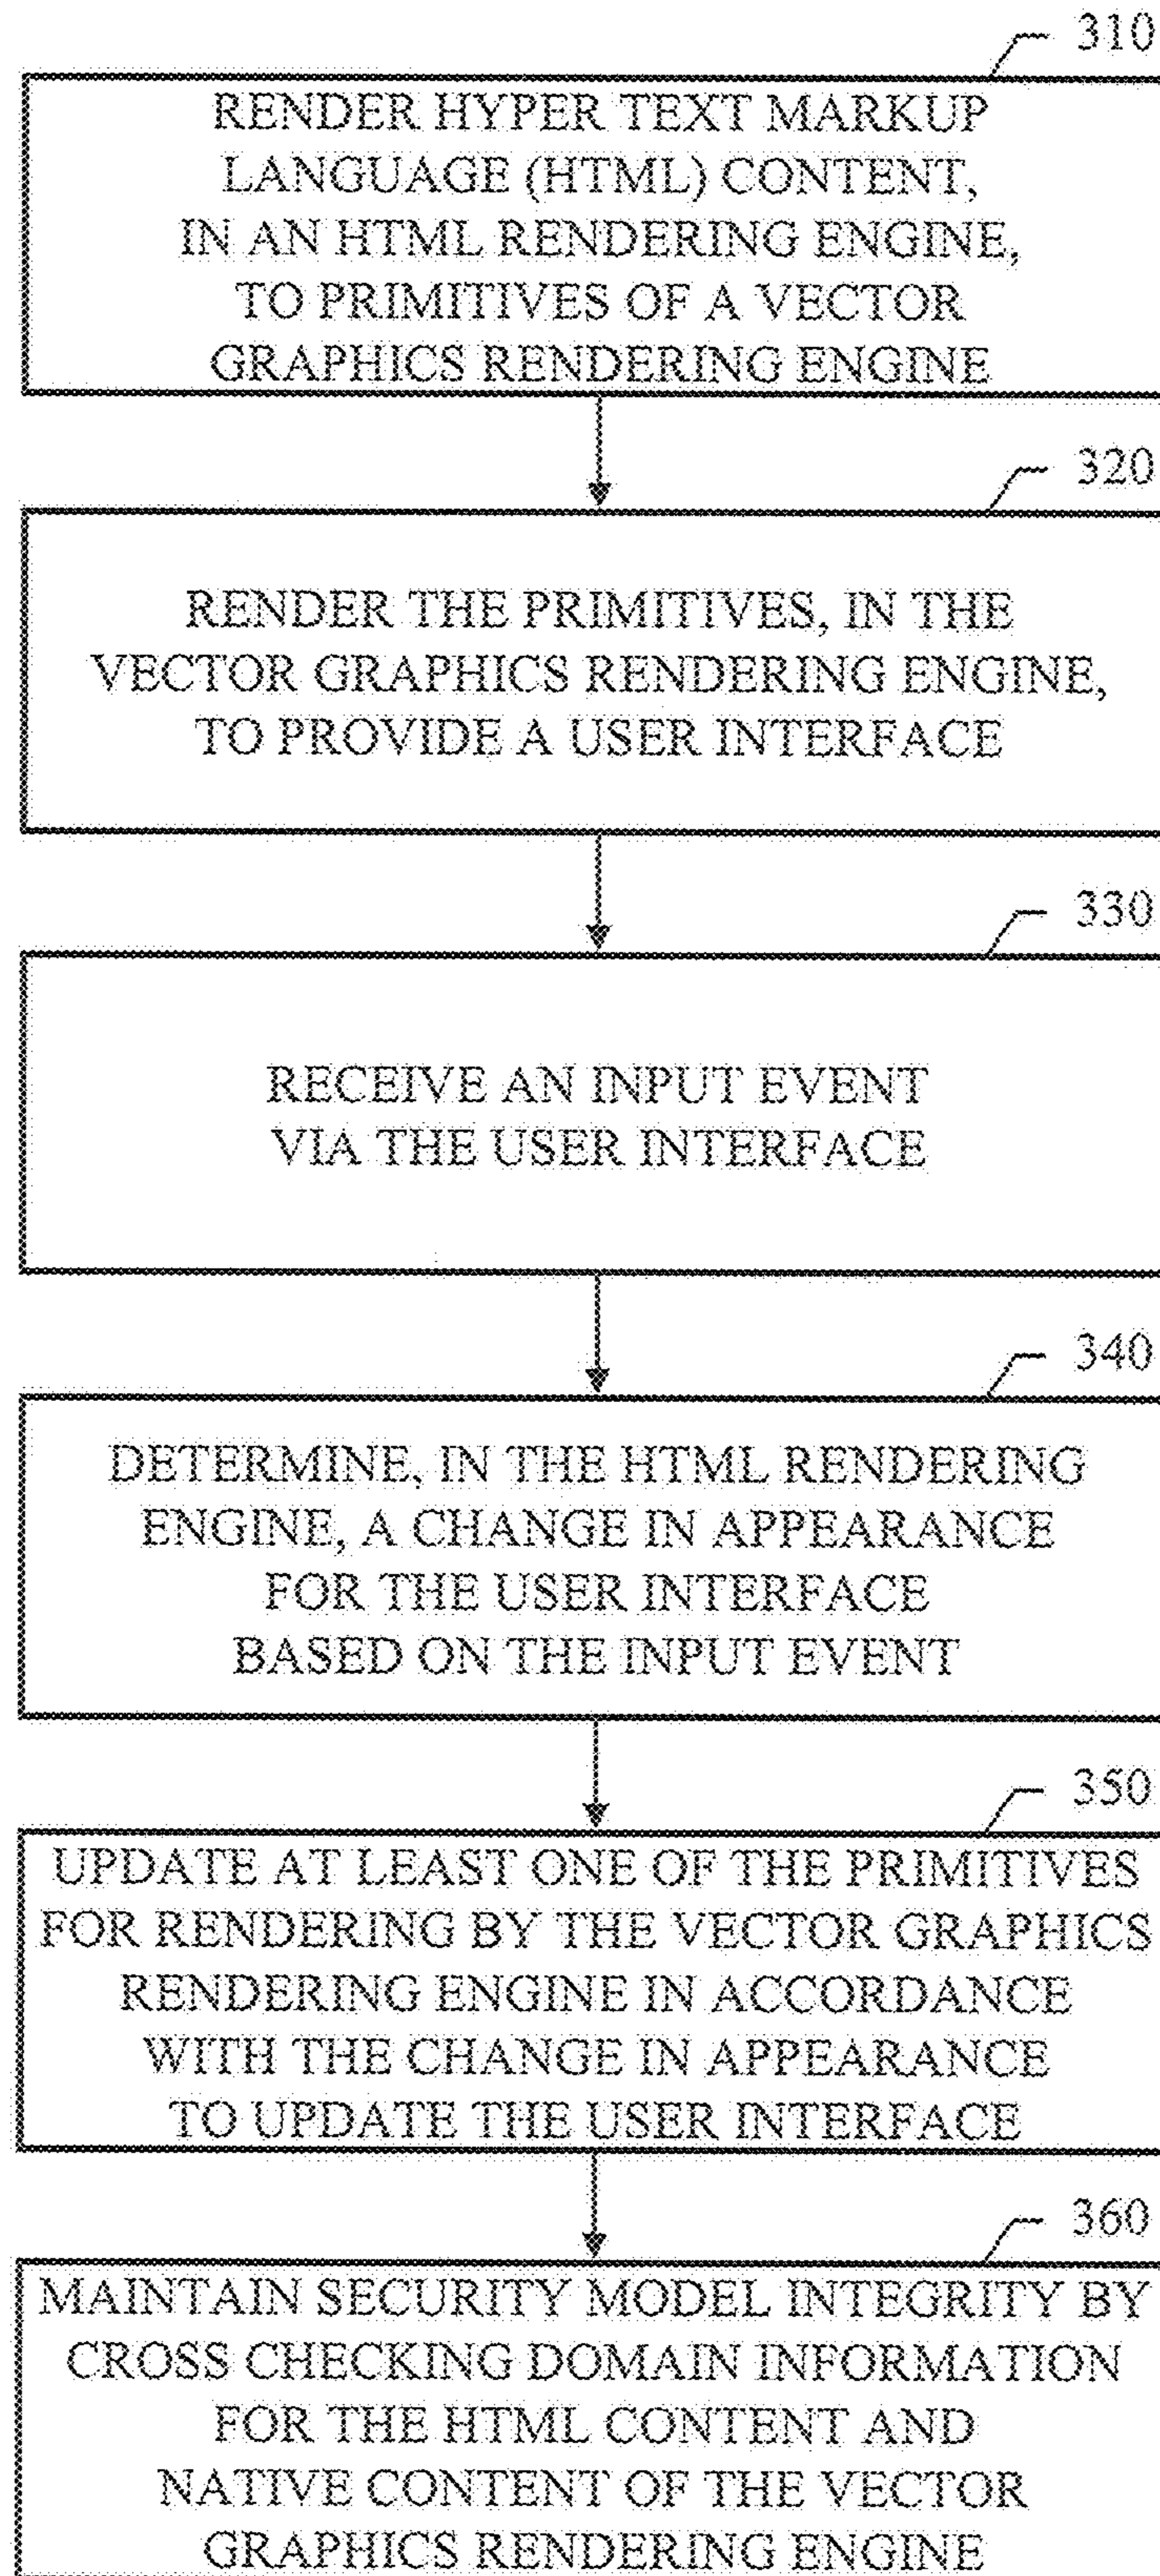 310
RENDER HYPER TEXT MARKUP
LANGUAGE (HTML) CONTENT,
IN AN HTML RENDERING ENGINE,
TO PRIMITIVES OF A VECTOR
GRAPHICS RENDERING ENGINE
320
RENDER THE PRIMITIVES, IN THE
VECTOR GRAPHICS RENDERING ENGINE,
TO PROVIDE A USER INTERFACE
330
RECEIVE AN INPUT EVENT
VIA THE USER INTERFACE
340
DETERMINE, IN THE HTML RENDERING
ENGINE, A CHANGE IN APPEARANCE
FOR THE USER INTERFACE
BASED ON THE INPUT EVENT
350
UPDATE AT LEAST ONE OF THE PRIMITIVES
FOR RENDERING BY THE VECTOR GRAPHICS
RENDERING ENGINE IN ACCORDANCE
WITH THE CHANGE IN APPEARANCE
TO UPDATE THE USER INTERFACE
360
MAINTAIN SECURITY MODEL INTEGRITY BY
CROSS CHECKING DOMAIN INFORMATION
FOR THE HTML CONTENT AND
NATIVE CONTENT OF THE VECTOR
GRAPHICS RENDERING ENGINE